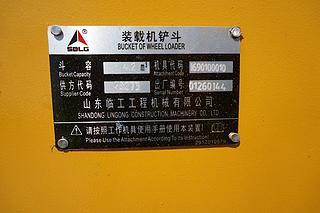 SDLG
装载机铲斗
BUCKET OF WHEEL LOADER
斗容 m³ 机具代码
Bucket Capacity Attachment Code 1690100010
供方代码 出厂编号 01260144
Supplier Code Serial Number
山东临工工程机械有限公司
SHANDONG LINGONG CONSTRUCTION MACHINERY CO., LTD
请按照工作机具使用手册使用本装置!
Please Use the Attachment According to its Instruction!